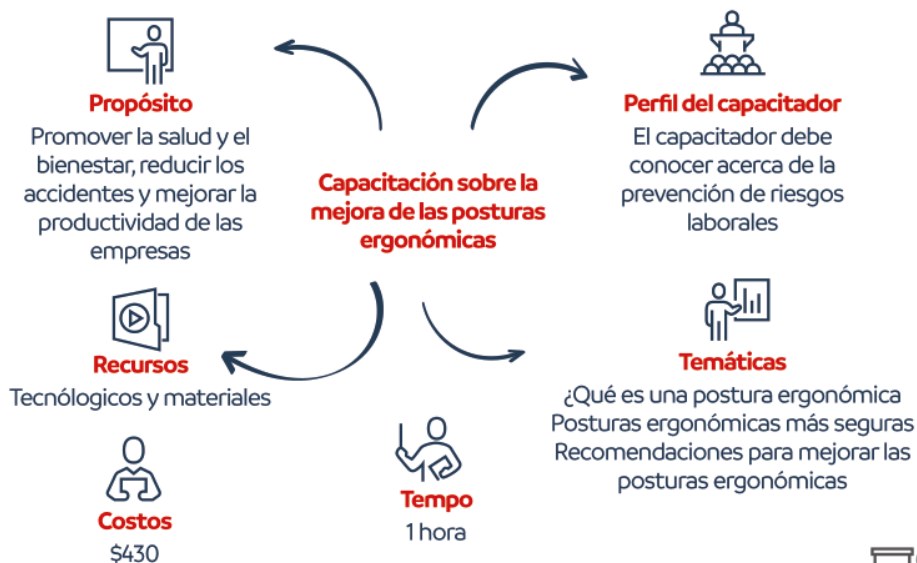 Propósito
Promover la salud y el
bienestar, reducir los
accidentes y mejorar la
productividad de las
empresas
Perfil del capacitador
El capacitador debe
conocer acerca de la
prevención de riesgos
laborales
Capacitación sobre la
mejora de las posturas
ergonómicas
Recursos
Tecnólogicos y materiales
Temáticas
¿Qué es una postura ergonómica
Posturas ergonómicas más seguras
Recomendaciones para mejorar las
posturas ergonómicas
Costos
$430
Tempo
1 hora